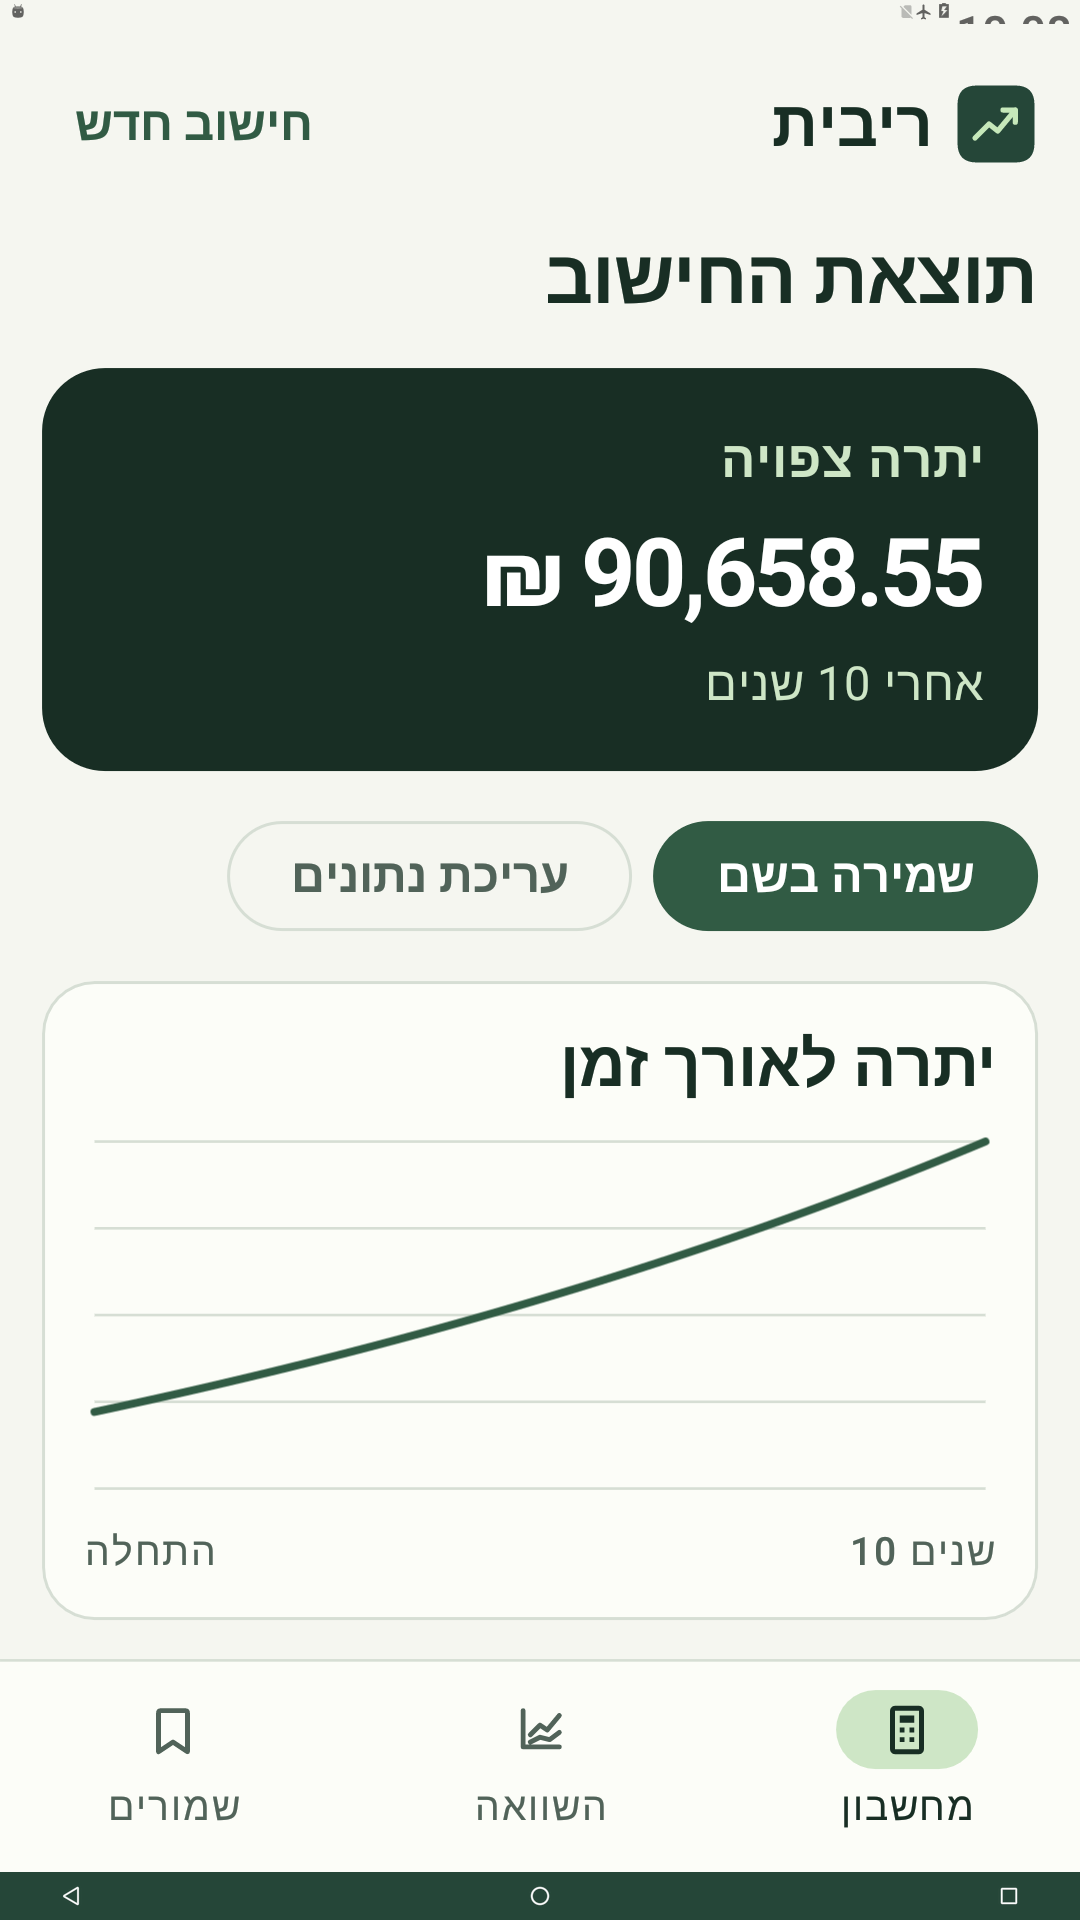 ריבית
חישוב חדש
תוצאת החישוב
יתרה צפויה
90,658.55 ₪
אחרי 10 שנים
שמירה בשם
עריכת נתונים
יתרה לאורך זמן
התחלה
שנים 10
מחשבון
השוואה
שמורים